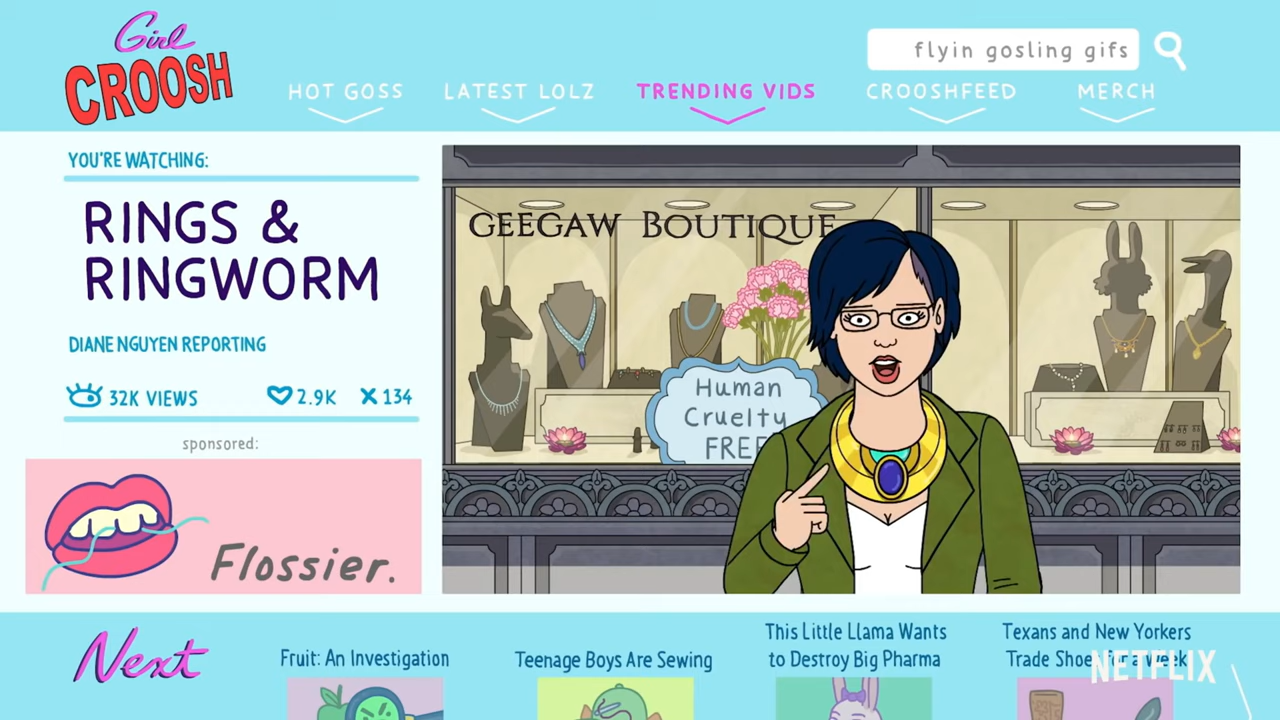 Girl
CROOSH
flyin gosling gifs
HOT GOSS
LATEST LOLZ
TRENDING VIDS
CROOSHFEED
MERCH
YOU'RE WATCHING:
RINGS &
RINGWORM
DIANE NGUYEN REPORTING
32K VIEWS
2.9K
134
sponsored:
Flossier.
GEEGAW BOUTIQUE
Human
Cruelty
FREE
Next
Fruit: An Investigation
Teenage Boys Are Sewing
This Little Llama Wants
to Destroy Big Pharma
Texans and New Yorkers
Trade Shoes for a Week
NETFLIX